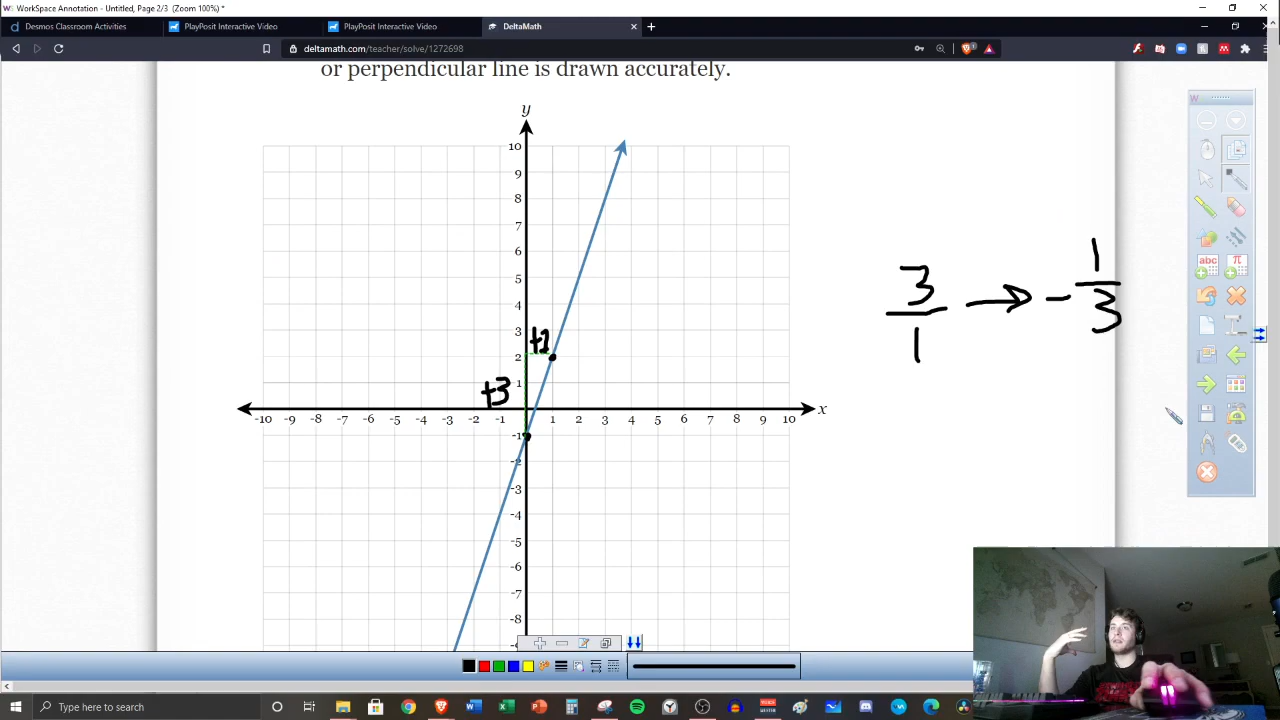 WorkSpace Annotation - Untitled, Page 2/3 (Zoom 100%) *
Desmos Classroom Activities
PlayPosit Interactive Video
PlayPosit Interactive Video
DeltaMath
deltamath.com/teacher/solve/1272698
or perpendicular line is drawn accurately.
y
10
9
8
7
6
5
4
3
2
1
-10 -9 -8 -7 -6 -5 -4 -3 -2 -1 1 2 3 4 5 6 7 8 9 10 x
-1
-2
-3
-4
-5
-6
-7
-8
+1
+3
3
1
→ -
1
3
abc
π
Type here to search